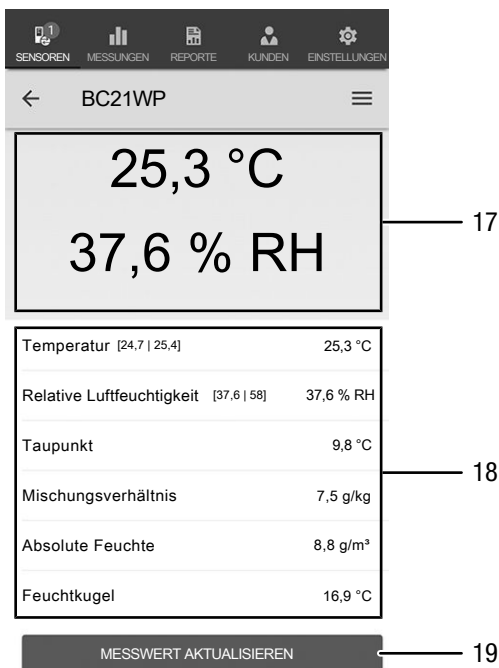 1
SENSOREN MESSUNGEN REPORTE KUNDEN EINSTELLUNGEN
BC21WP
25,3 °C
37,6 % RH
17
Temperatur [24,7 | 25,4] 25,3 °C
Relative Luftfeuchtigkeit [37,6 | 58] 37,6 % RH
Taupunkt 9,8 °C
18
Mischungsverhältnis 7,5 g/kg
Absolute Feuchte 8,8 g/m³
Feuchtkugel 16,9 °C
MESSWERT AKTUALISIEREN 19